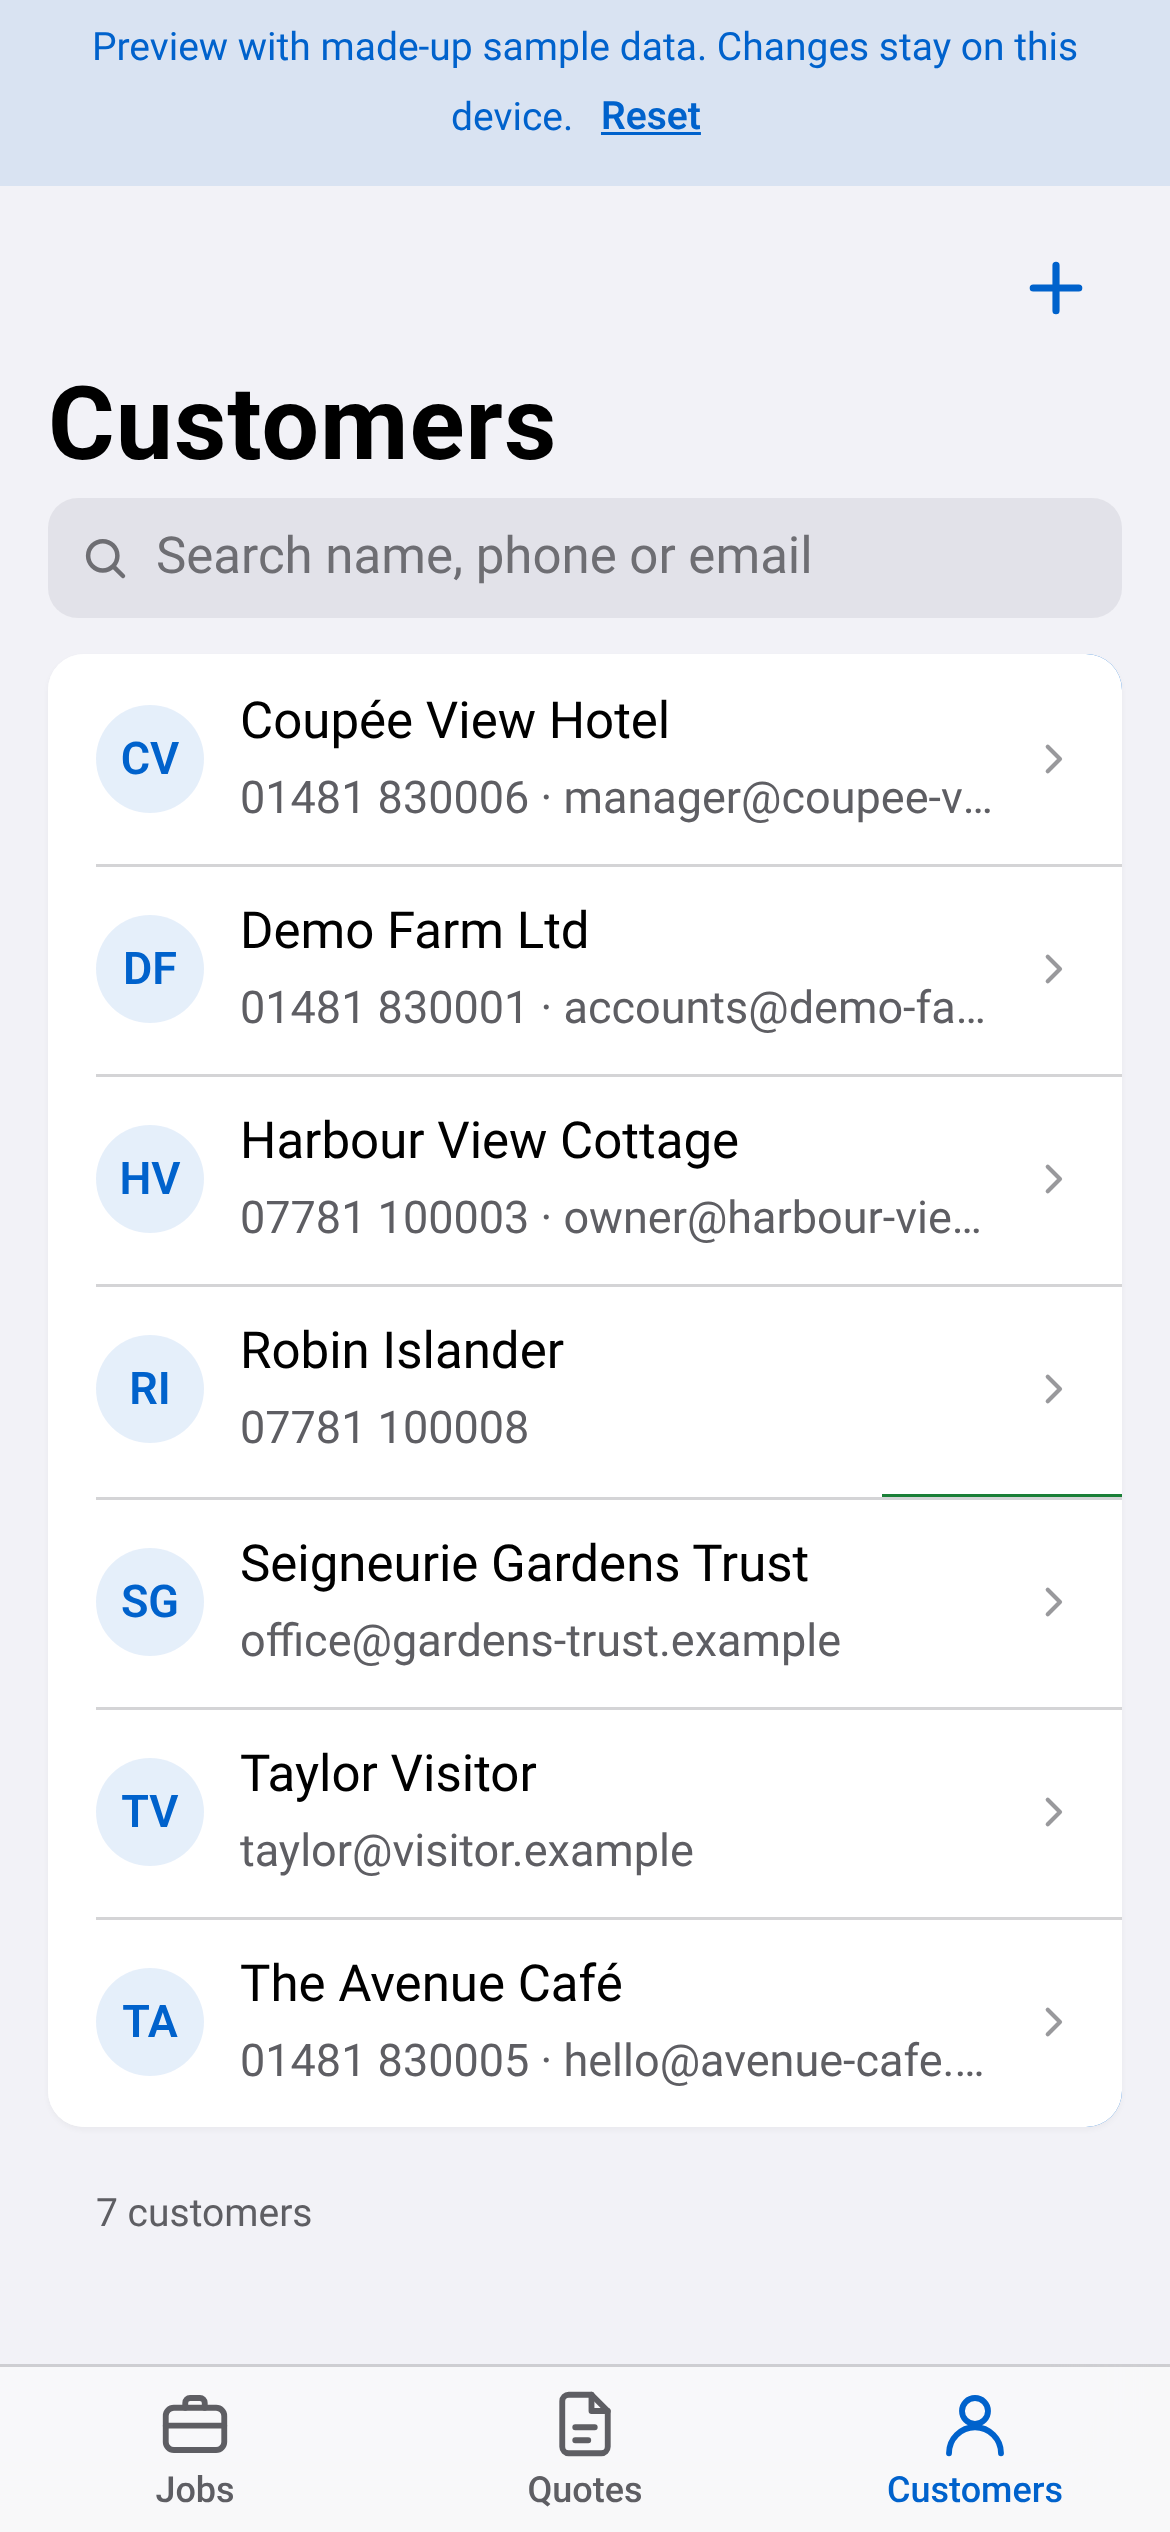 Preview with made-up sample data. Changes stay on this
device. Reset
Customers
Search name, phone or email
CV
Coupée View Hotel
01481 830006 · manager@coupee-v...
DF
Demo Farm Ltd
01481 830001 · accounts@demo-fa...
HV
Harbour View Cottage
07781 100003 · owner@harbour-vie...
RI
Robin Islander
07781 100008
SG
Seigneurie Gardens Trust
office@gardens-trust.example
TV
Taylor Visitor
taylor@visitor.example
TA
The Avenue Café
01481 830005 · hello@avenue-cafe....
7 customers
Jobs
Quotes
Customers